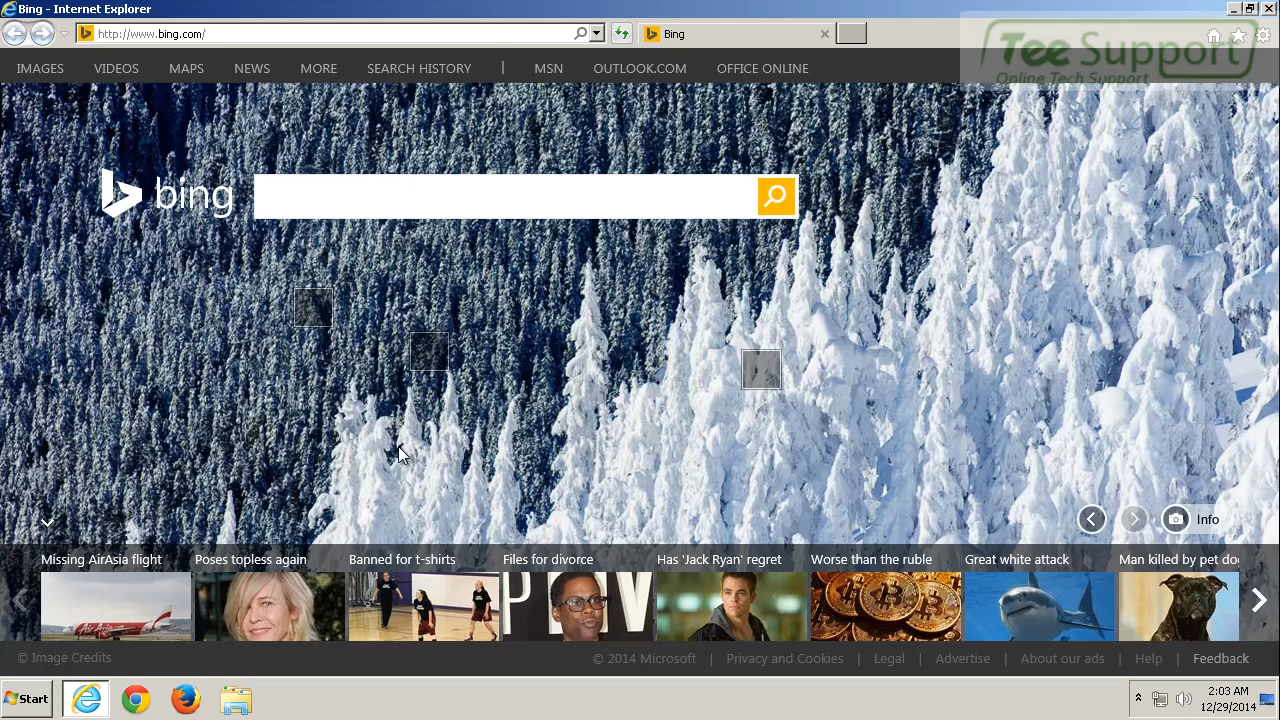 Bing - Internet Explorer
http://www.bing.com/
Bing
Tee Support
Online Tech Support
IMAGES VIDEOS MAPS NEWS MORE SEARCH HISTORY | MSN OUTLOOK.COM OFFICE ONLINE
bing
Info
Missing AirAsia flight
Poses topless again
Banned for t-shirts
Files for divorce
Has 'Jack Ryan' regret
Worse than the ruble
Great white attack
Man killed by pet do
AirAsia
© Image Credits
© 2014 Microsoft | Privacy and Cookies | Legal | Advertise | About our ads | Help | Feedback
Start
2:03 AM
12/29/2014